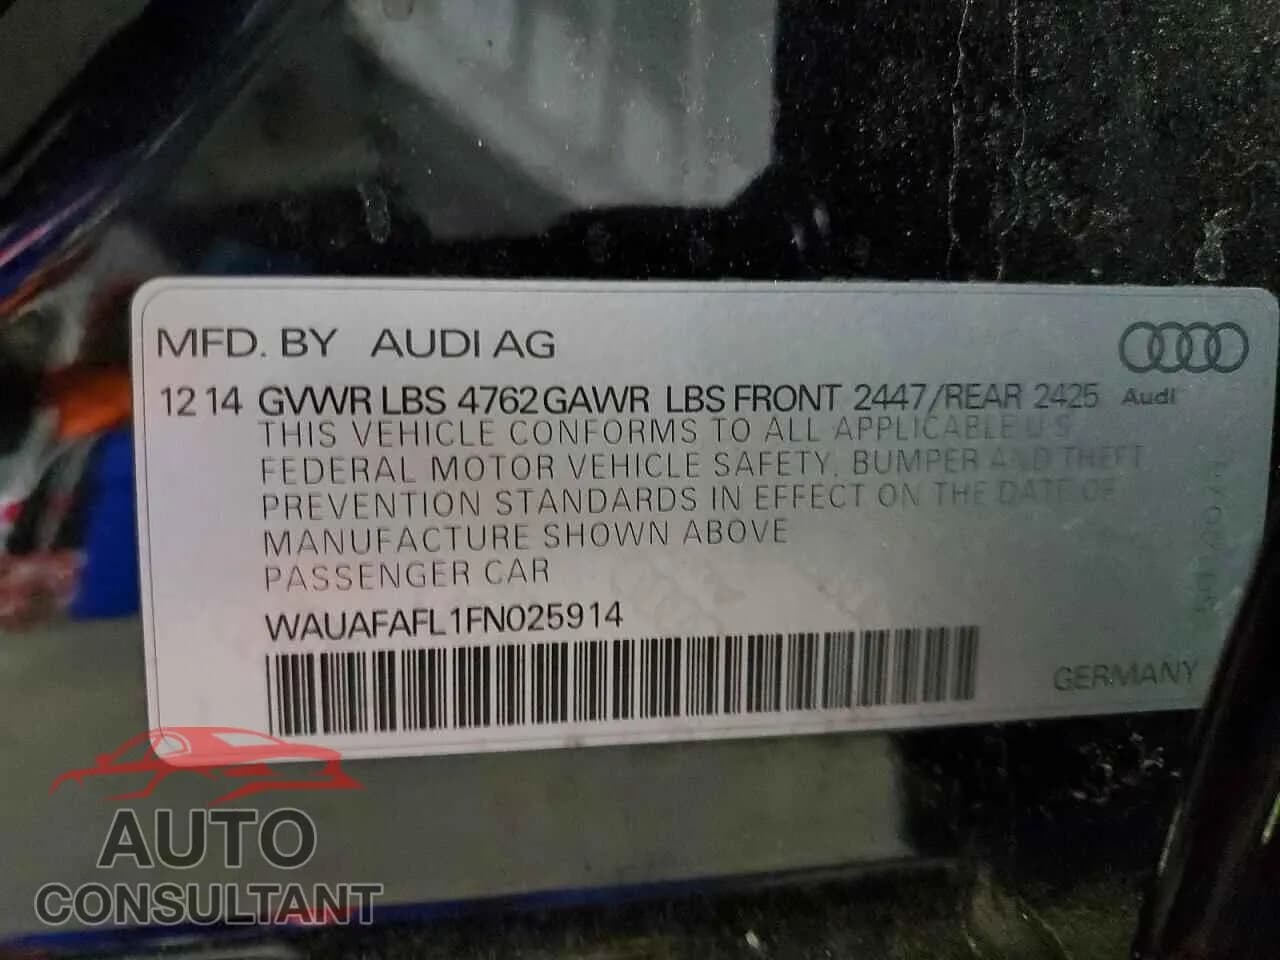 MFD. BY AUDI AG
12 14 GVWR LBS 4762 GAWR LBS FRONT 2447/REAR 2425
Audi
THIS VEHICLE CONFORMS TO ALL APPLICABLE U S
FEDERAL MOTOR VEHICLE SAFETY, BUMPER AND THEFT
PREVENTION STANDARDS IN EFFECT ON THE DATE OF
MANUFACTURE SHOWN ABOVE
PASSENGER CAR
WAUAFAFL1FN025914
GERMANY
AUTO
CONSULTANT